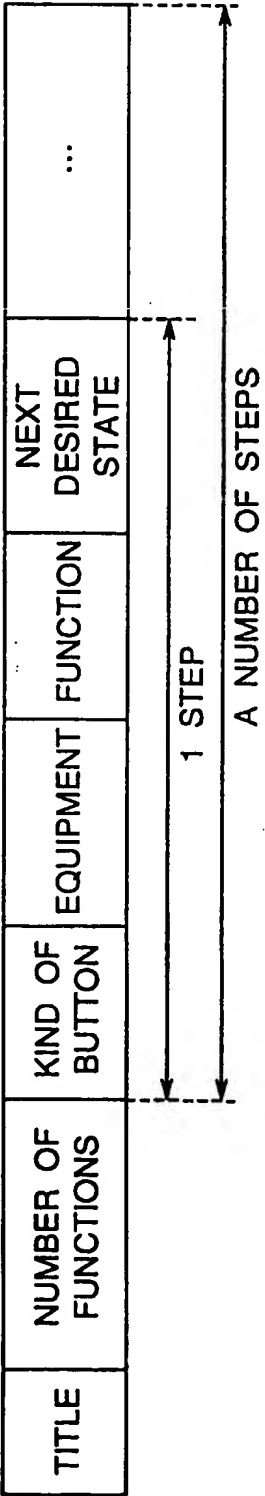 TITLE
NUMBER OF
FUNCTIONS
KIND OF
BUTTON
EQUIPMENT
FUNCTION
NEXT
DESIRED
STATE
...
1 STEP
A NUMBER OF STEPS